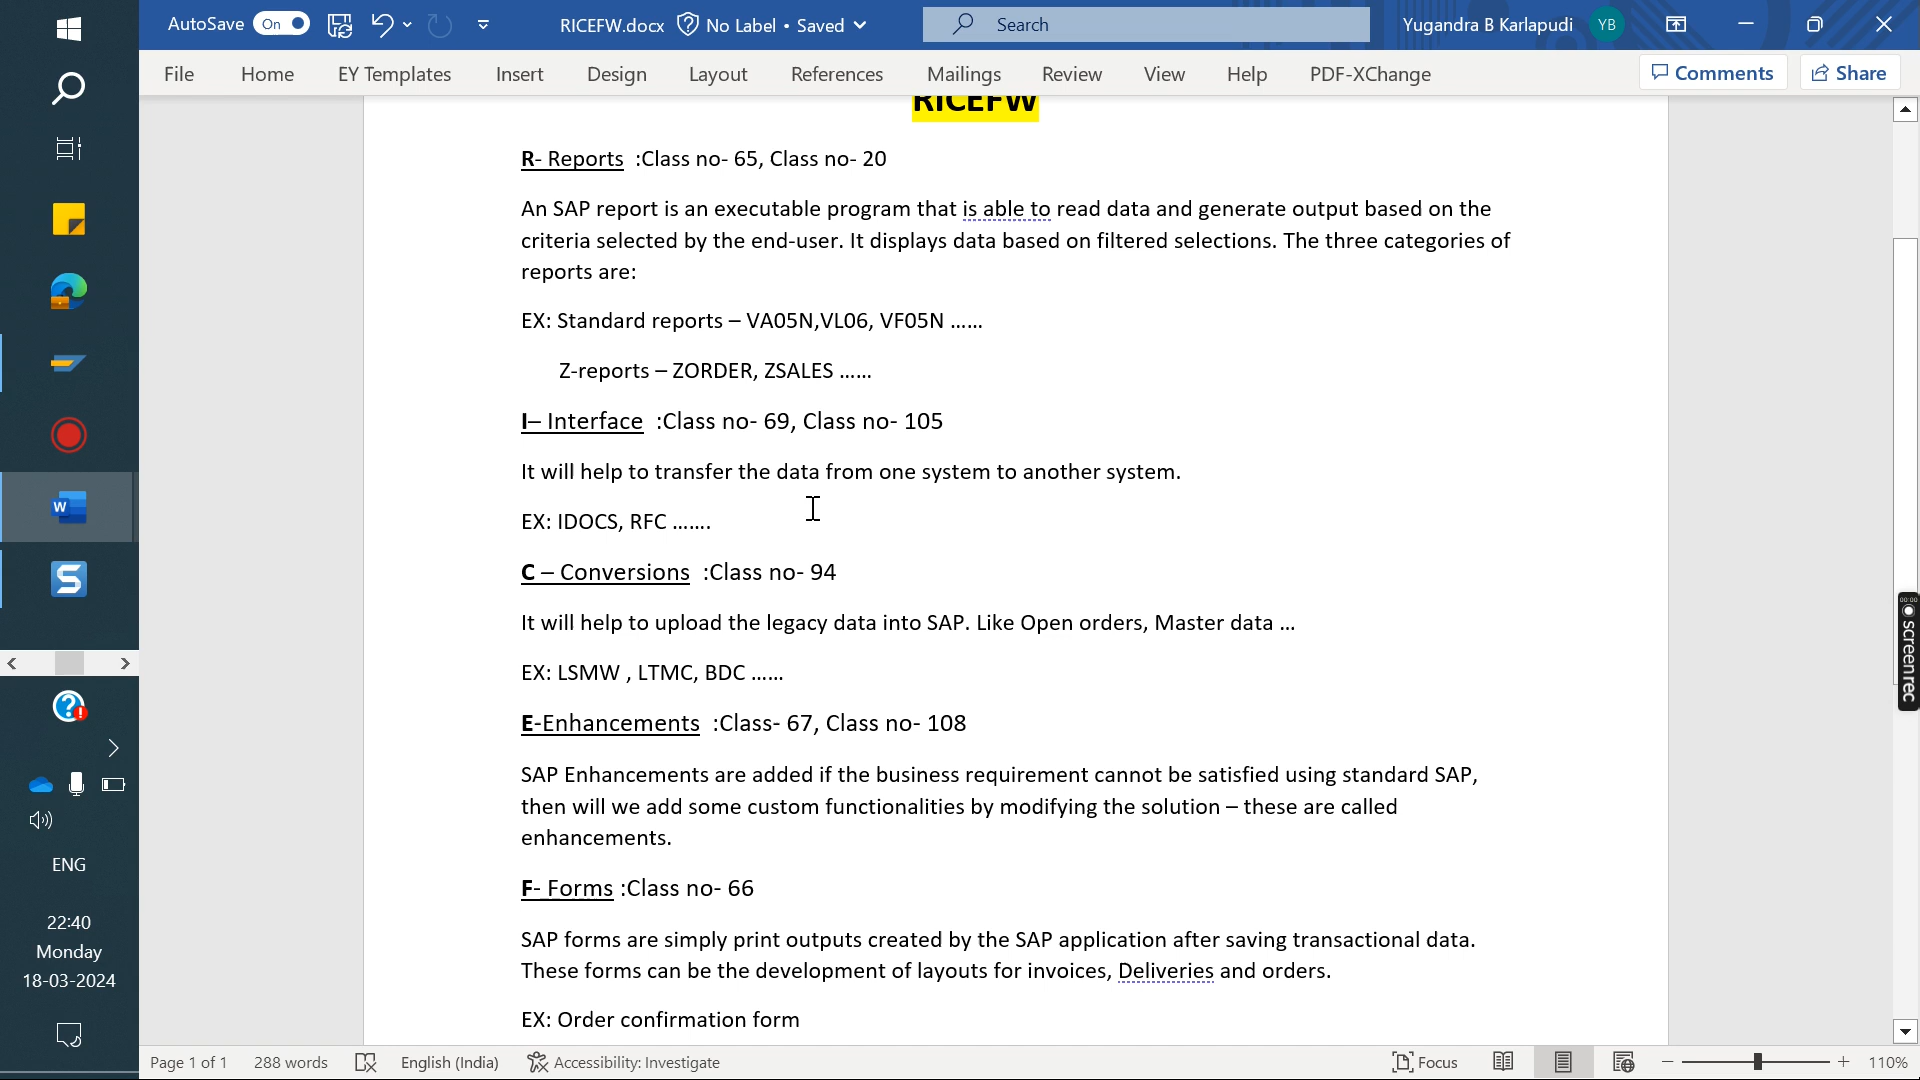 AutoSave On RICEFW.docx No Label • Saved Search Yugandra B Karlapudi YB
File Home EY Templates Insert Design Layout References Mailings Review View Help PDF-XChange Comments Share
RICEFW
R- Reports :Class no- 65, Class no- 20
An SAP report is an executable program that is able to read data and generate output based on the
criteria selected by the end-user. It displays data based on filtered selections. The three categories of
reports are:
EX: Standard reports – VA05N,VL06, VF05N ......
Z-reports – ZORDER, ZSALES ......
I– Interface :Class no- 69, Class no- 105
It will help to transfer the data from one system to another system.
EX: IDOCS, RFC .......
C – Conversions :Class no- 94
It will help to upload the legacy data into SAP. Like Open orders, Master data ...
EX: LSMW , LTMC, BDC ......
E-Enhancements :Class- 67, Class no- 108
SAP Enhancements are added if the business requirement cannot be satisfied using standard SAP,
then will we add some custom functionalities by modifying the solution – these are called
enhancements.
F- Forms :Class no- 66
SAP forms are simply print outputs created by the SAP application after saving transactional data.
These forms can be the development of layouts for invoices, Deliveries and orders.
EX: Order confirmation form
Page 1 of 1 288 words English (India) Accessibility: Investigate Focus 110%
W
S
ENG
22:40
Monday
18-03-2024
00:00
screenrec